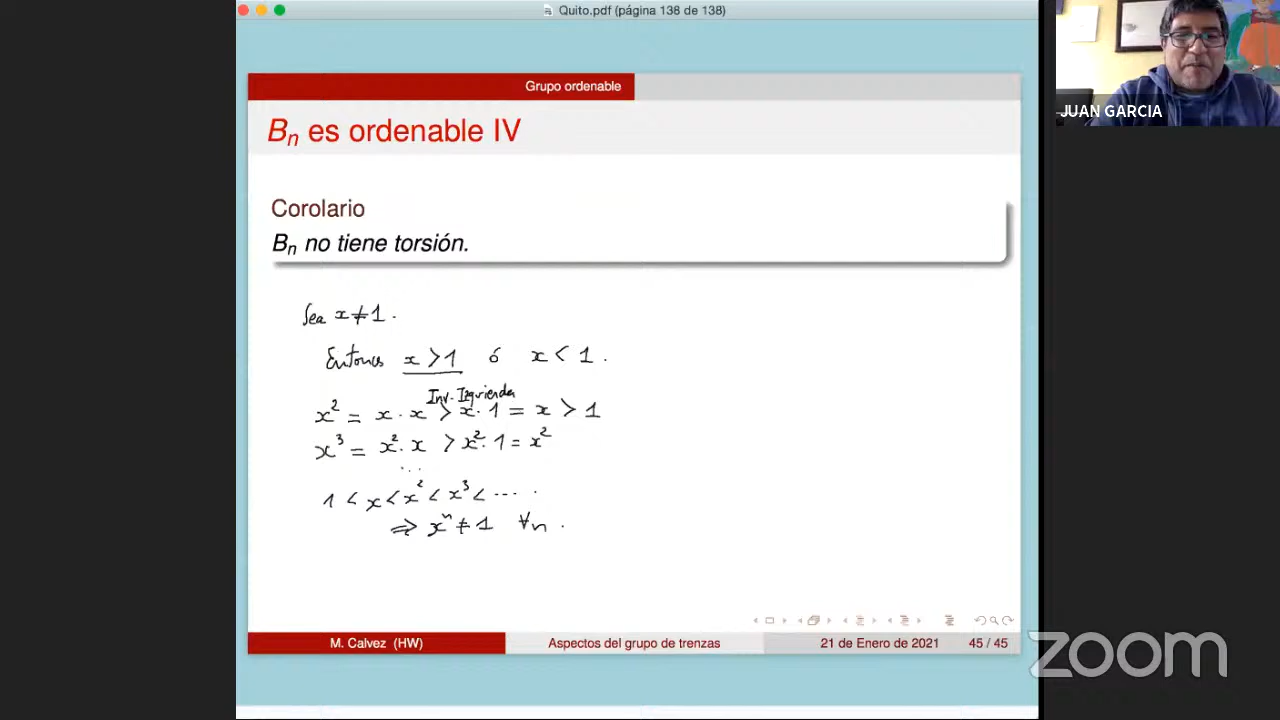 Quito.pdf (página 138 de 138)
JUAN GARCIA
Grupo ordenable
Bₙ es ordenable IV
Corolario
Bₙ no tiene torsión.
Sea x ≠ 1.
Entonces x > 1 ó x < 1.
Inv. Izquierda
x² = x · x > x · 1 = x > 1
x³ = x² · x > x² · 1 = x²
...
1 < x < x² < x³ < ....
⇒ xⁿ ≠ 1 ∀n.
M. Calvez (HW) Aspectos del grupo de trenzas 21 de Enero de 2021 45 / 45
zoom